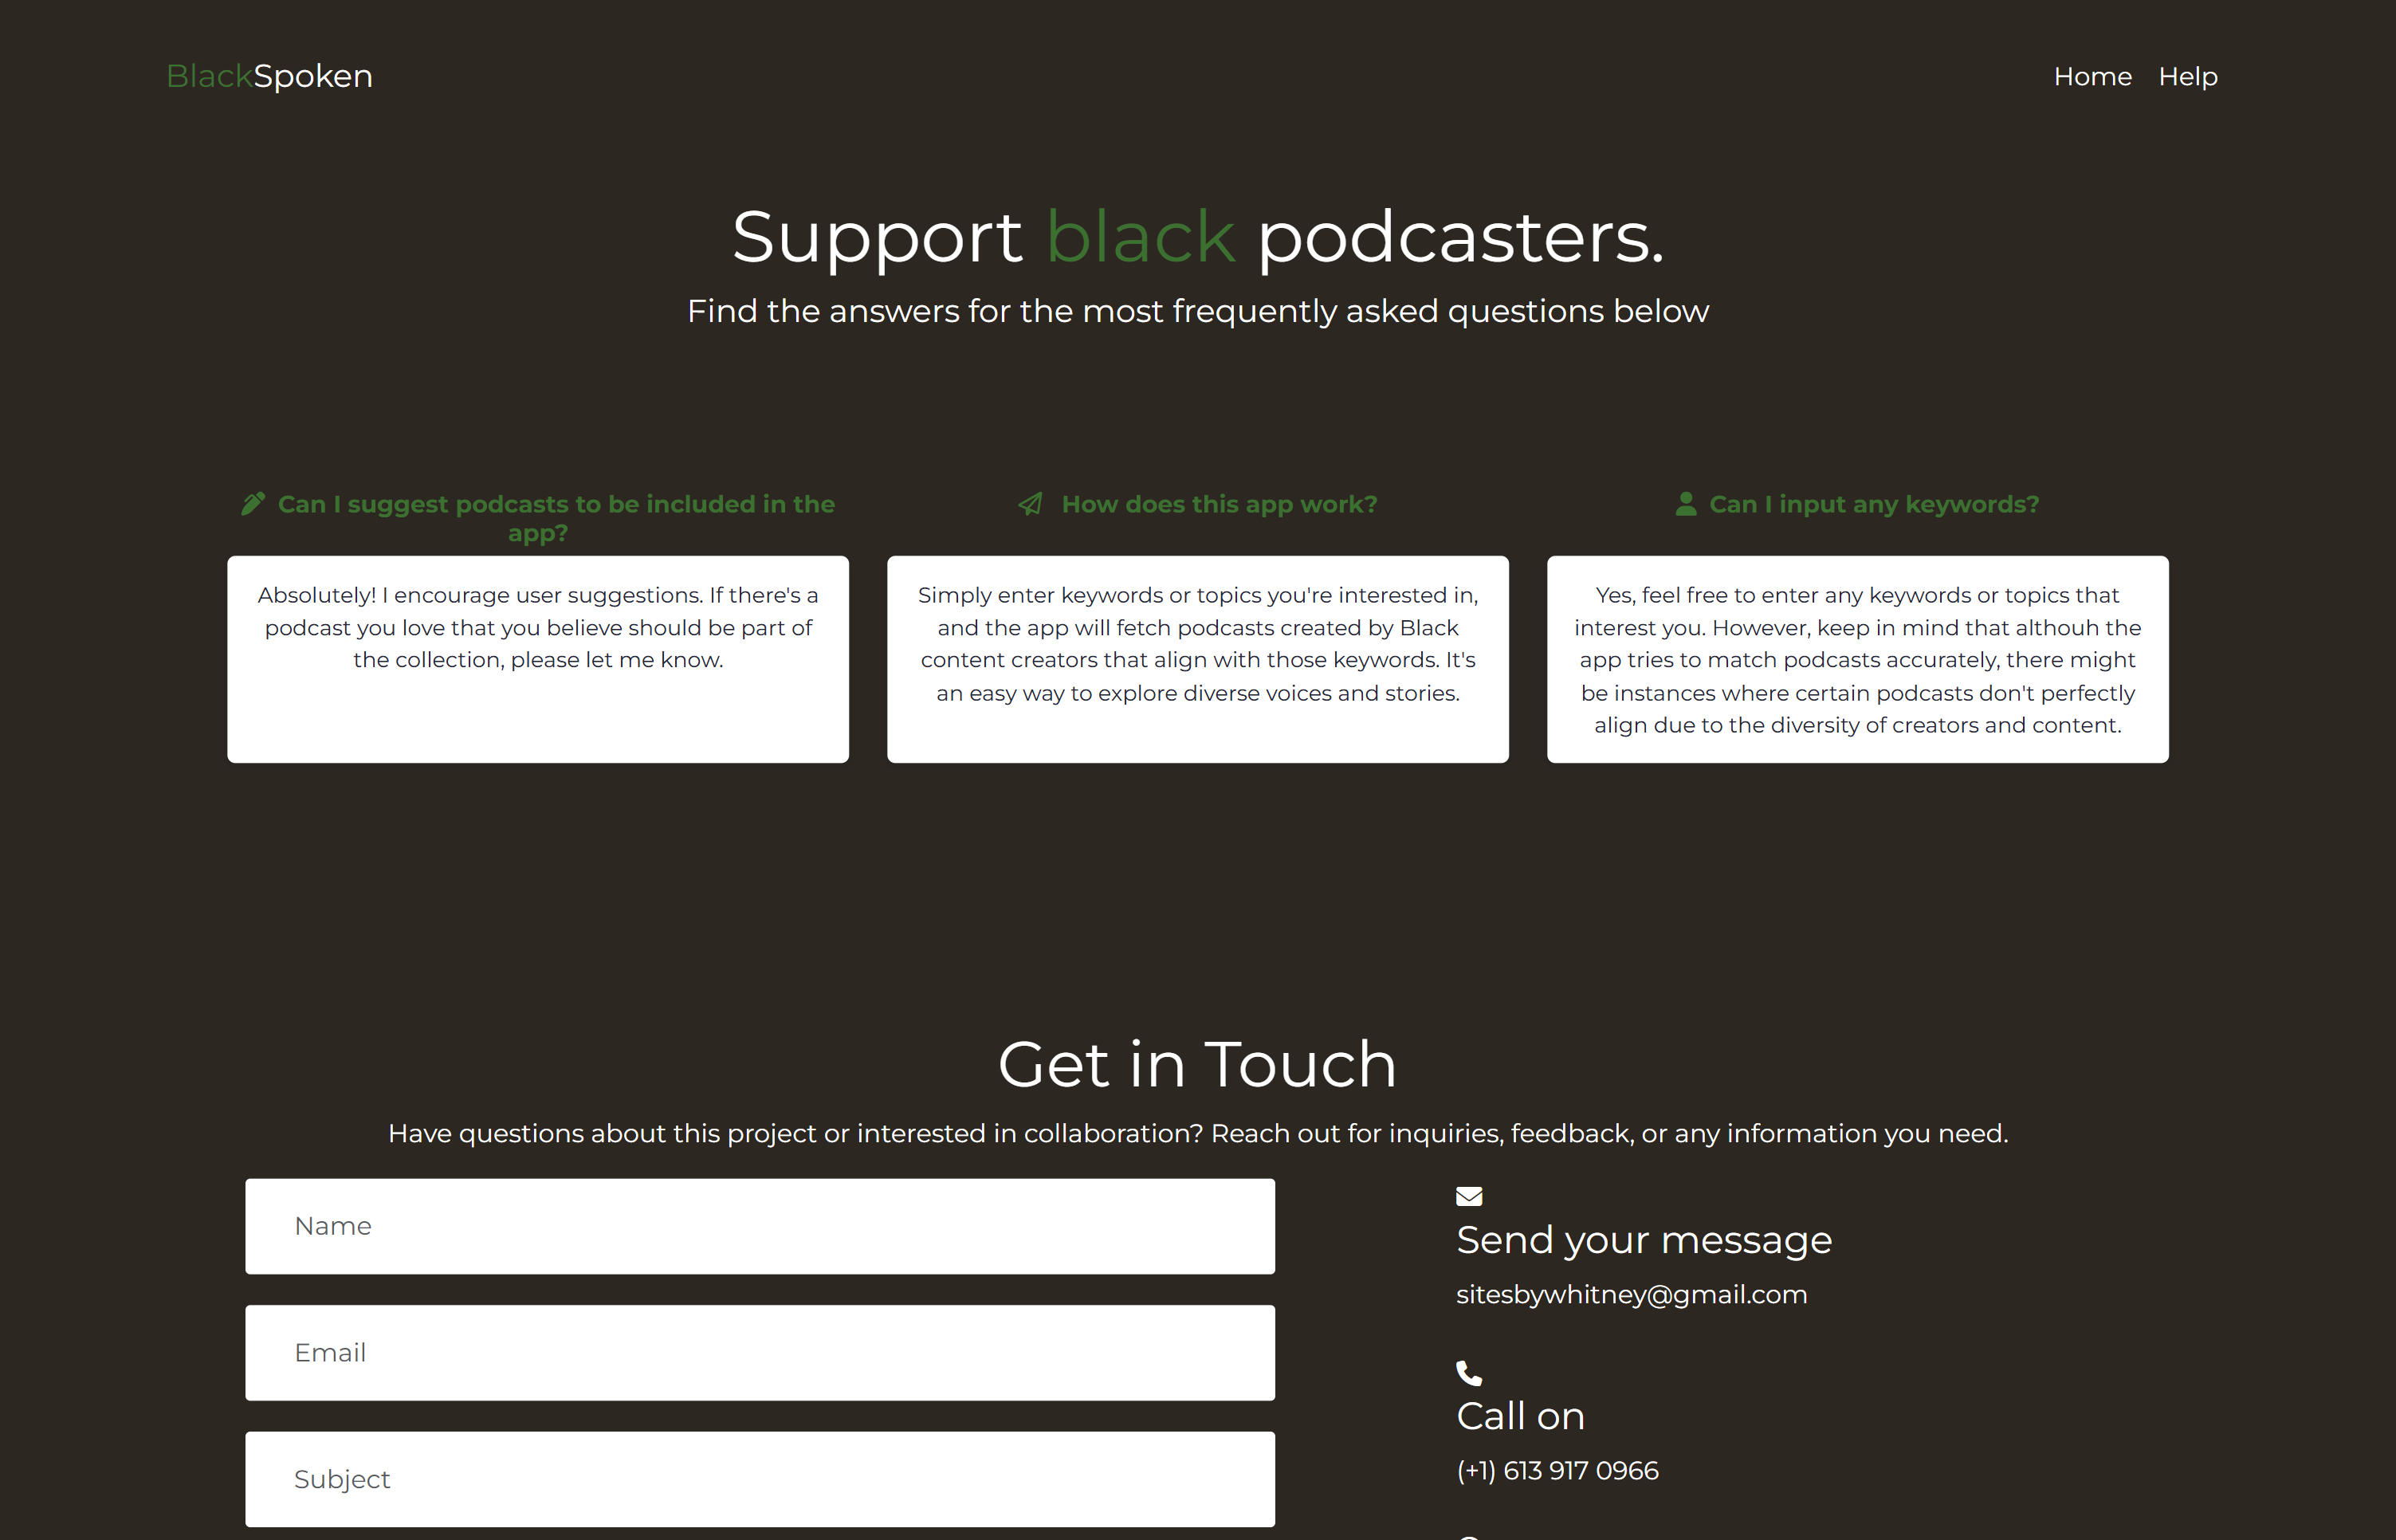 BlackSpoken
Home Help
Support black podcasters.
Find the answers for the most frequently asked questions below
Can I suggest podcasts to be included in the
app?
Absolutely! I encourage user suggestions. If there's a
podcast you love that you believe should be part of
the collection, please let me know.
How does this app work?
Simply enter keywords or topics you're interested in,
and the app will fetch podcasts created by Black
content creators that align with those keywords. It's
an easy way to explore diverse voices and stories.
Can I input any keywords?
Yes, feel free to enter any keywords or topics that
interest you. However, keep in mind that althouh the
app tries to match podcasts accurately, there might
be instances where certain podcasts don't perfectly
align due to the diversity of creators and content.
Get in Touch
Have questions about this project or interested in collaboration? Reach out for inquiries, feedback, or any information you need.
Name
Email
Subject
Send your message
sitesbywhitney@gmail.com
Call on
(+1) 613 917 0966